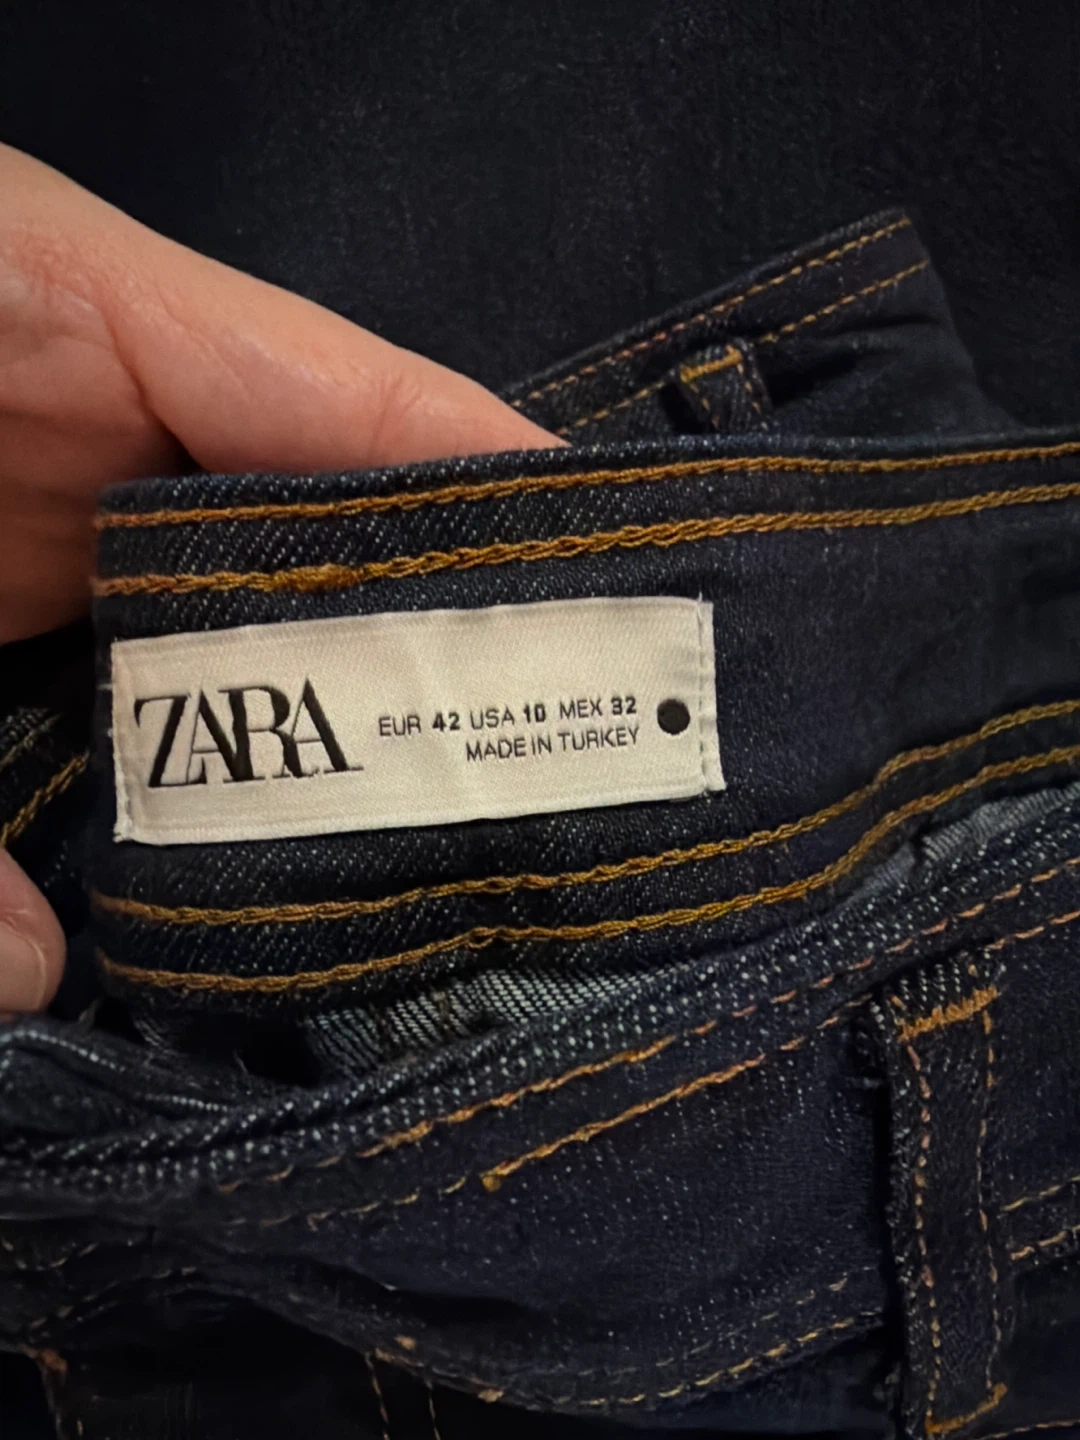 ZARA
EUR 42 USA 10 MEX 32
MADE IN TURKEY